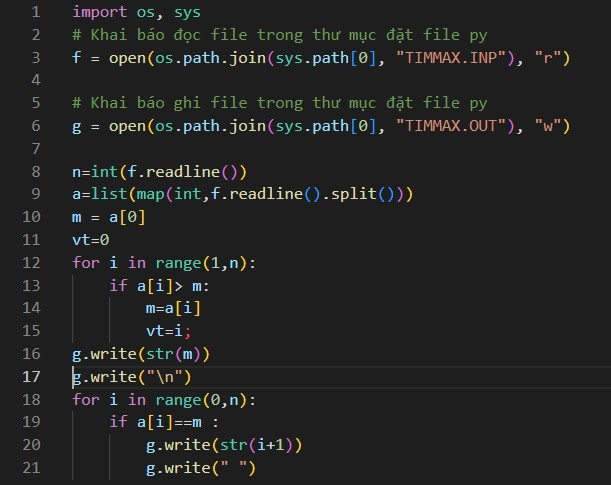 1 import os, sys
2 # Khai báo đọc file trong thư mục đặt file py
3 f = open(os.path.join(sys.path[0], "TIMMAX.INP"), "r")
4
5 # Khai báo ghi file trong thư mục đặt file py
6 g = open(os.path.join(sys.path[0], "TIMMAX.OUT"), "w")
7
8 n=int(f.readline())
9 a=list(map(int,f.readline().split()))
10 m = a[0]
11 vt=0
12 for i in range(1,n):
13     if a[i]> m:
14         m=a[i]
15         vt=i;
16 g.write(str(m))
17 g.write("\n")
18 for i in range(0,n):
19     if a[i]==m :
20         g.write(str(i+1))
21         g.write(" ")